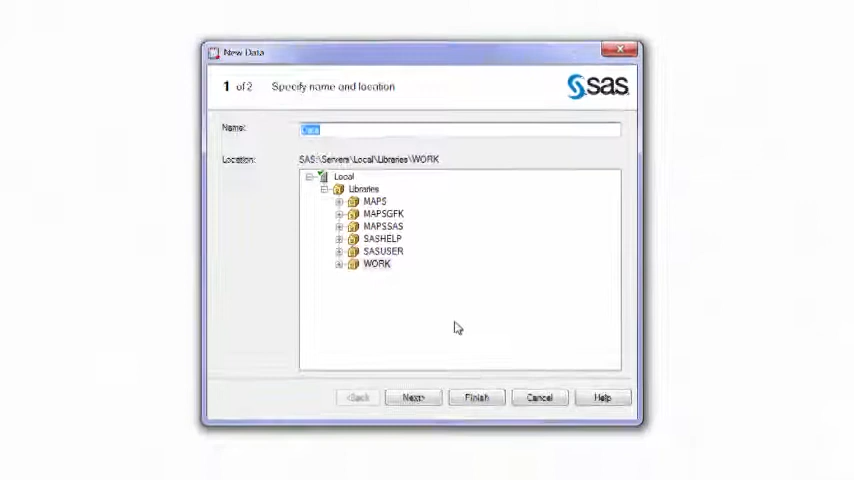 New Data
1 of 2 Specify name and location
sas
Name: Data
Location: SAS:\Servers\Local\Libraries\WORK
Local
Libraries
MAPS
MAPSGFK
MAPSSAS
SASHELP
SASUSER
WORK
<Back Next> Finish Cancel Help